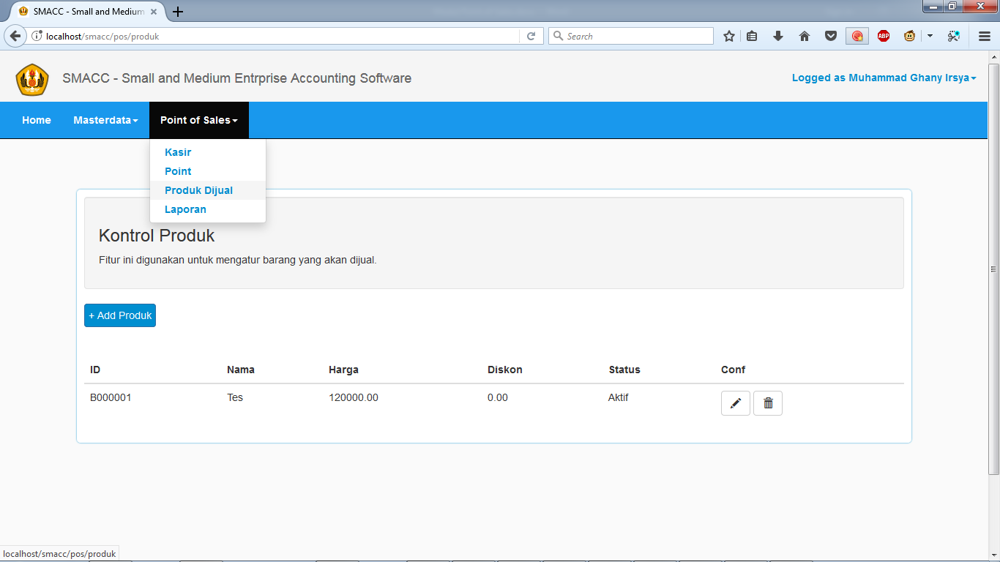 SMACC - Small and Medium
localhost/smacc/pos/produk
Search
ABP
SMACC - Small and Medium Entrprise Accounting Software
Logged as Muhammad Ghany Irsya
Home
Masterdata
Point of Sales
Kasir
Point
Produk Dijual
Laporan
Kontrol Produk
Fitur ini digunakan untuk mengatur barang yang akan dijual.
+ Add Produk
ID Nama Harga Diskon Status Conf
B000001 Tes 120000.00 0.00 Aktif
localhost/smacc/pos/produk